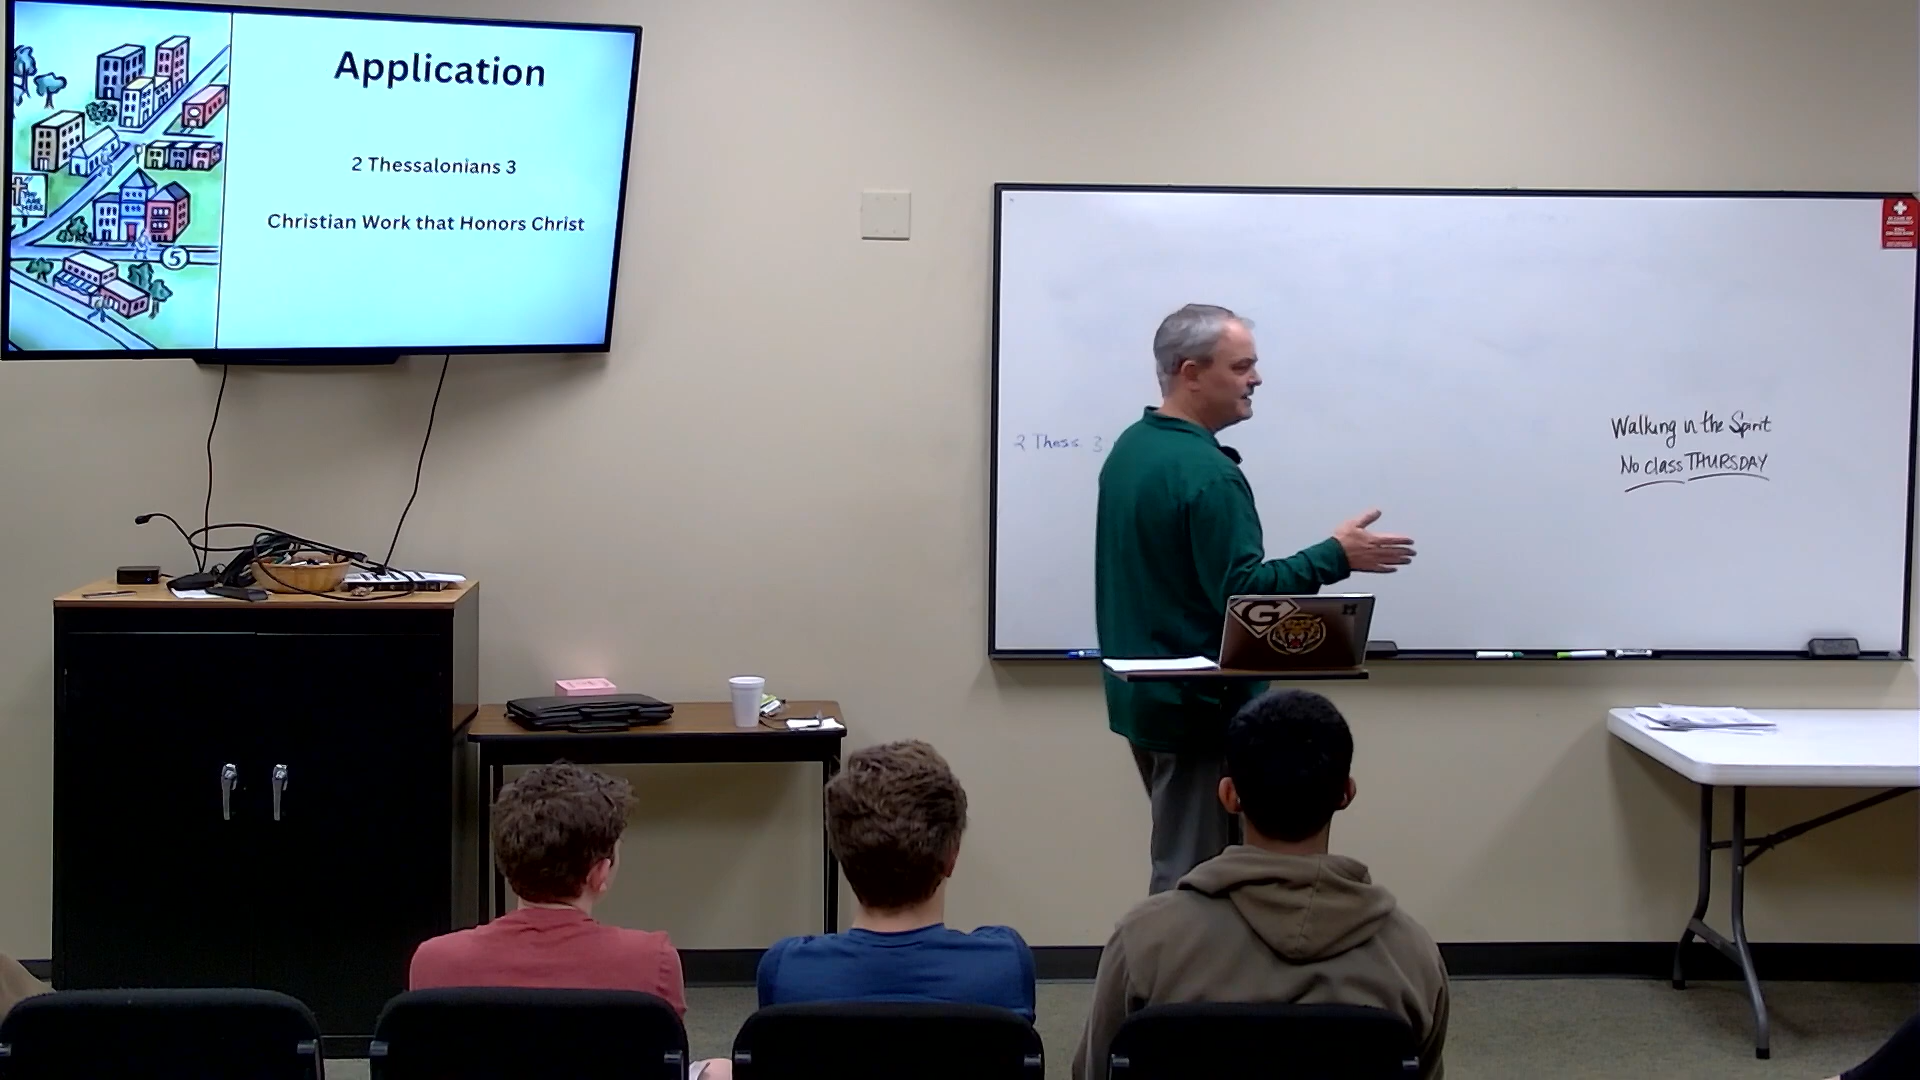 Application
2 Thessalonians 3
Christian Work that Honors Christ
5
2 Thess. 3
Walking in the Spirit
No class THURSDAY
G